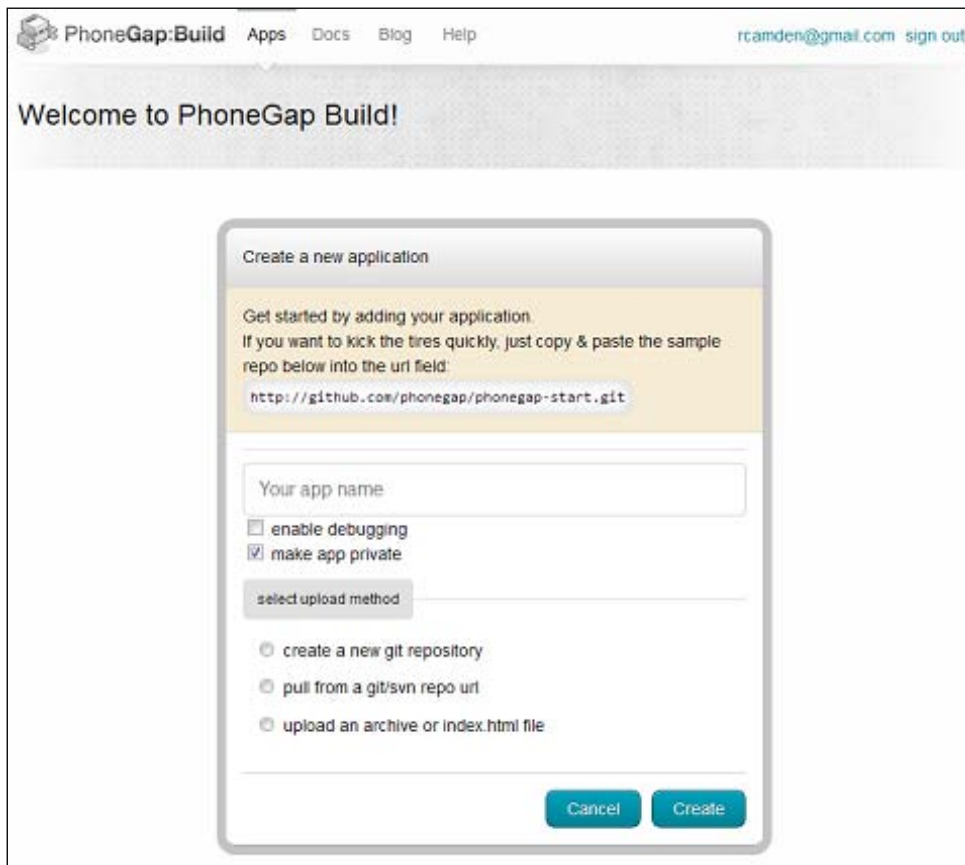 PhoneGap:Build Apps Docs Blog Help rcamden@gmail.com sign out
Welcome to PhoneGap Build!
Create a new application
Get started by adding your application.
If you want to kick the tires quickly, just copy & paste the sample
repo below into the url field:
http://github.com/phonegap/phonegap-start.git
Your app name
enable debugging
make app private
select upload method
create a new git repository
pull from a git/svn repo url
upload an archive or index.html file
Cancel Create